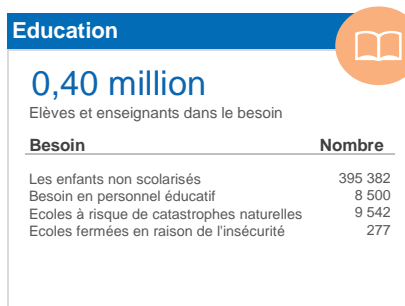 Education
0,40 million
Elèves et enseignants dans le besoin
Besoin Nombre
Les enfants non scolarisés 395 382
Besoin en personnel éducatif 8 500
Ecoles à risque de catastrophes naturelles 9 542
Ecoles fermées en raison de l'insécurité 277